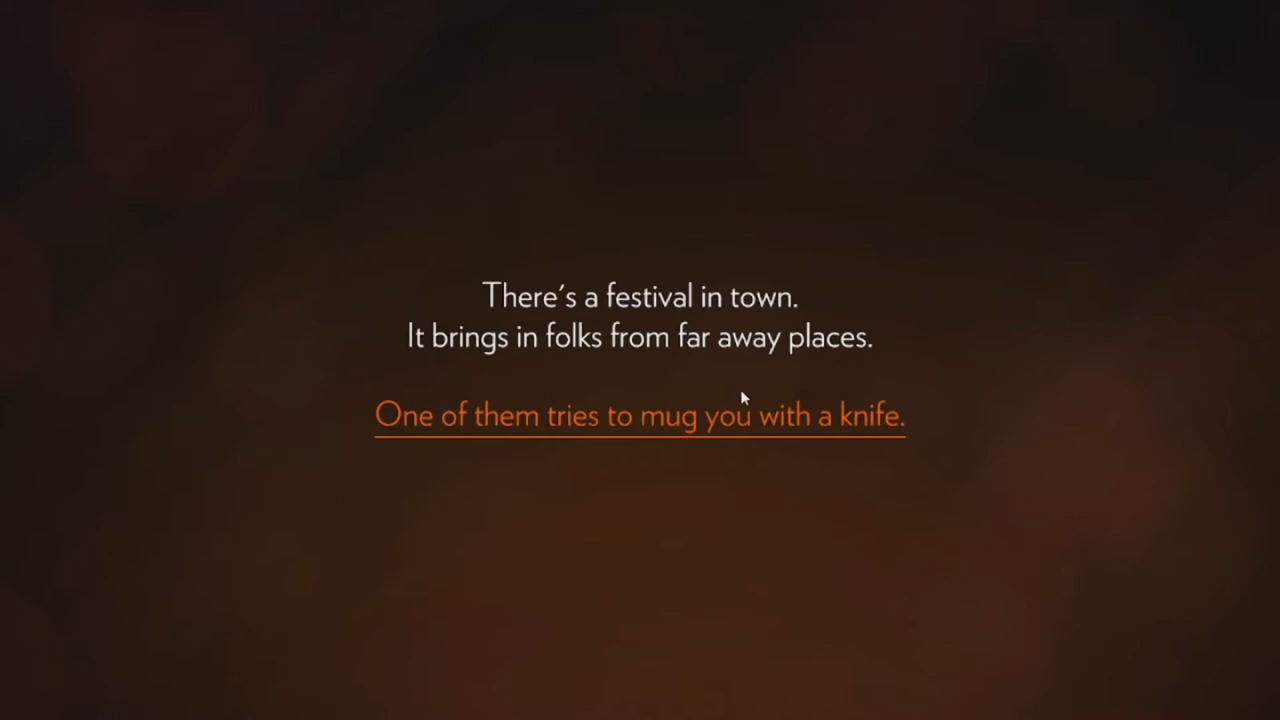 There's a festival in town.
It brings in folks from far away places.
One of them tries to mug you with a knife.